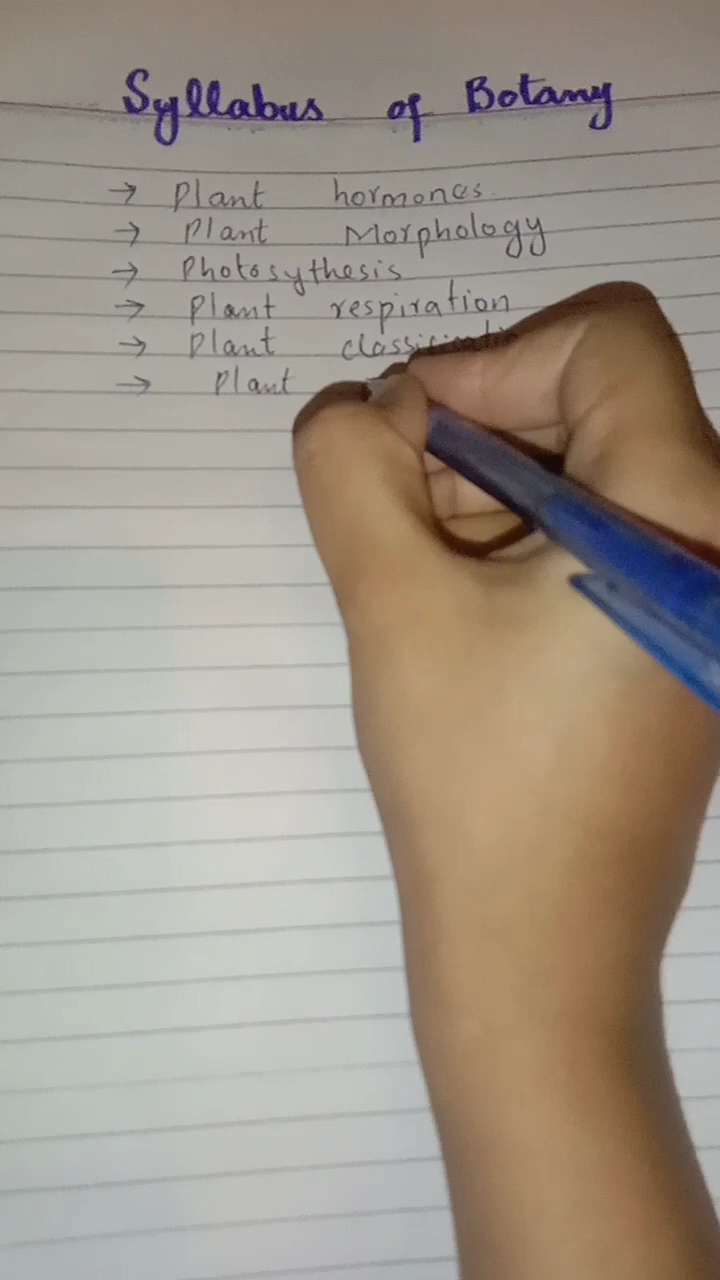 Syllabus of Botany
→ Plant hormones
→ Plant Morphology
→ Photosythesis
→ Plant respiration
→ Plant
→ Plant